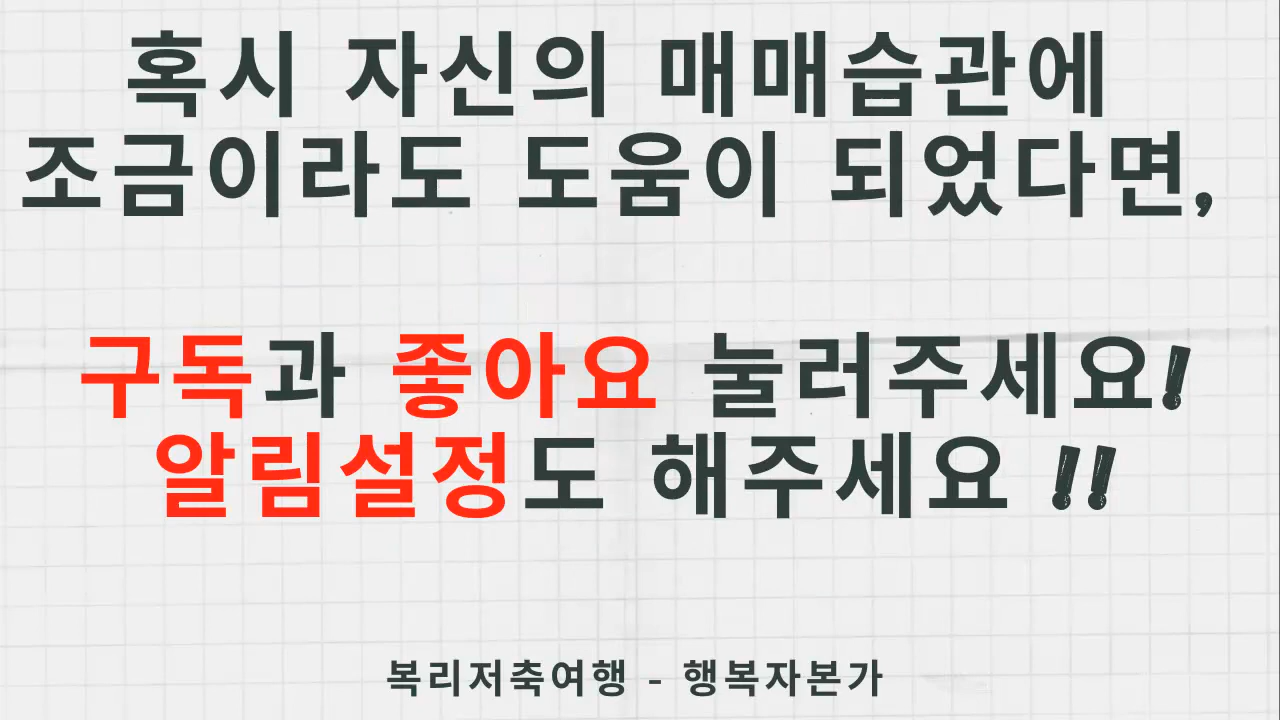 혹시 자신의 매매습관에
조금이라도 도움이 되었다면,
구독과 좋아요 눌러주세요!
알림설정도 해주세요 !!
복리저축여행 - 행복자본가